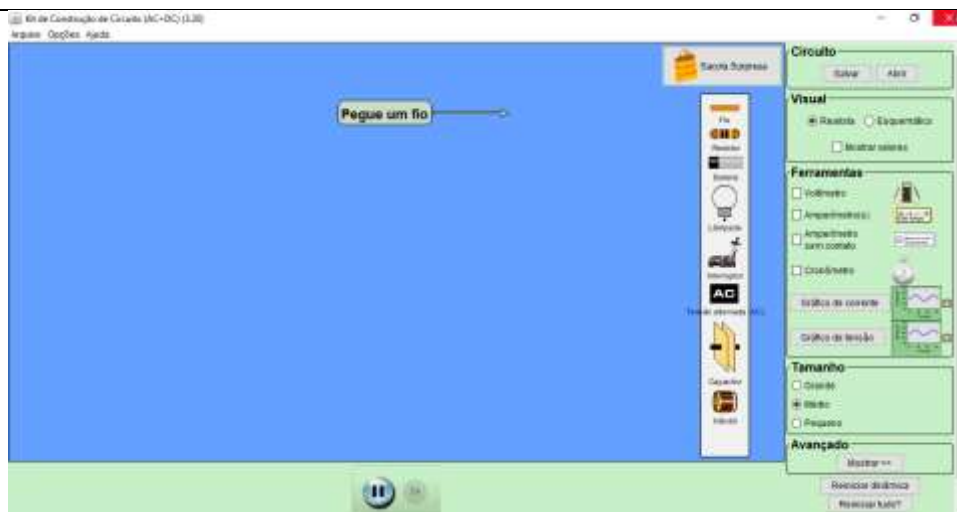 Kit de Construção de Circuito (AC+DC) (3.20)
Arquivo Opções Ajuda
Sacola Surpresa
Pegue um fio
Fio
Resistor
Bateria
Lâmpada
Interruptor
AC
Capacitor
Indutor
Circuito
Salvar Abrir
Visual
Realista Esquemático
Mostrar valores
Ferramentas
Voltímetro
Amperímetro(s)
Amperímetro
sem contato
Cronômetro
Gráfico de corrente
Gráfico de tensão
Tamanho
Grande
Médio
Pequeno
Avançado
Mostrar
Reiniciar dinâmica
Reiniciar tudo?